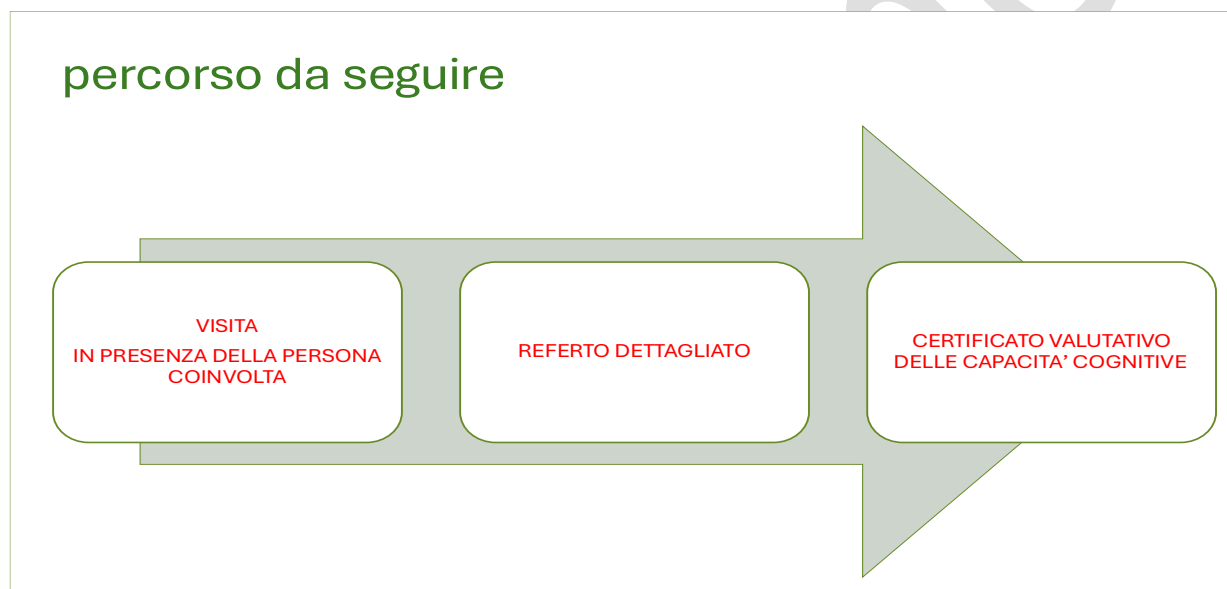 percorso da seguire
VISITA
IN PRESENZA DELLA PERSONA
COINVOLTA
REFERTO DETTAGLIATO
CERTIFICATO VALUTATIVO
DELLE CAPACITA’ COGNITIVE